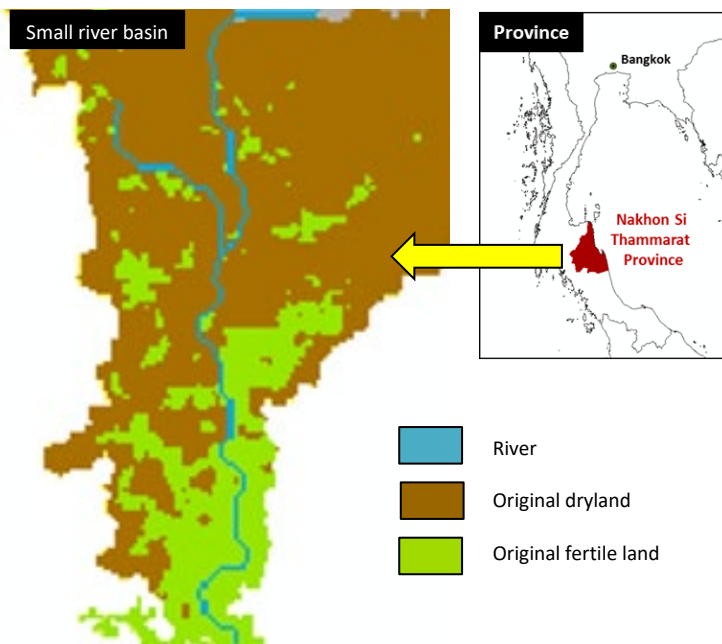 Small river basin
Province
Bangkok
Nakhon Si
Thammarat
Province
River
Original dryland
Original fertile land